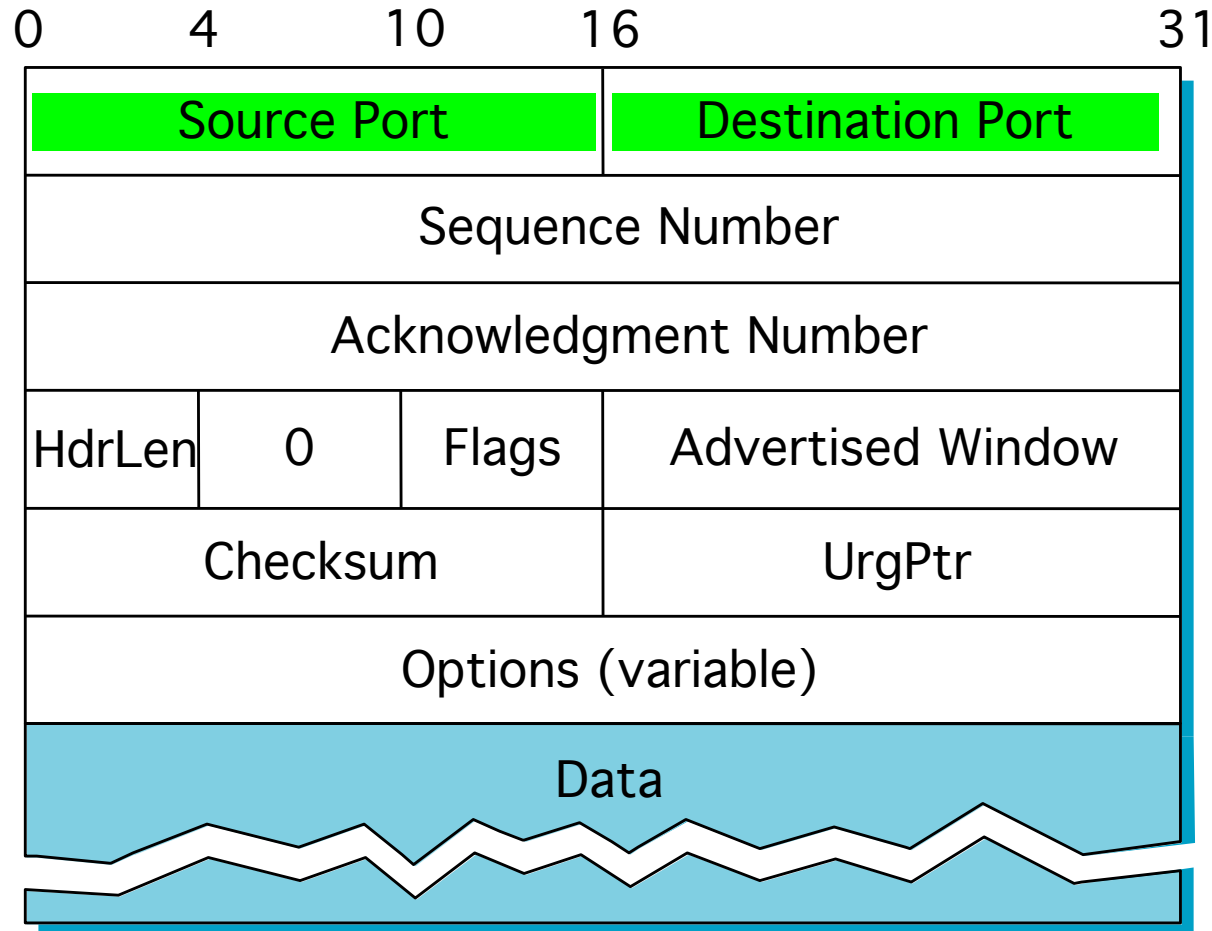 0 4 10 16 31
Source Port Destination Port
Sequence Number
Acknowledgment Number
HdrLen 0 Flags Advertised Window
Checksum UrgPtr
Options (variable)
Data